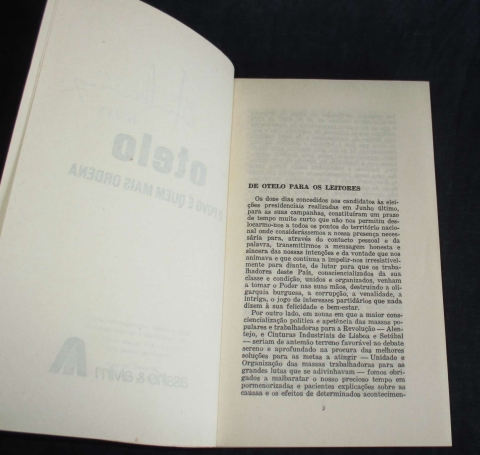 otelo
O POVO É QUEM MAIS ORDENA
assírio & alvim
DE OTELO PARA OS LEITORES
Os doze dias concedidos aos candidatos às elei-
ções presidenciais realizadas em Junho último,
para as suas campanhas, constituíram um prazo
de tempo muito curto que não nos permitiu des-
locarmo-nos a todos os pontos do território nacio-
nal onde considerássemos a nossa presença neces-
sária para, através do contacto pessoal e da
palavra, transmitirmos a mensagem honesta e
sincera das nossas intenções e da vontade que nos
animava e que continua a impelir-nos irresistivel-
mente para diante, de lutar para que os traba-
lhadores deste País, consciencializados da sua
classe e condição, unidos e organizados, venham
a tomar o Poder nas suas mãos, destruindo a oli-
garquia burguesa, a corrupção, a venalidade, a
intriga, o jogo de interesses partidários que nada
dizem à sua felicidade e bem-estar.
Por outro lado, em zonas em que a maior cons-
ciencialização política e apetência das massas po-
pulares e trabalhadoras para a Revolução — Alen-
tejo, e Cinturas Industriais de Lisboa e Setúbal
— seriam de antemão terreno favorável ao debate
sereno e aprofundado na procura das melhores
soluções para as metas a atingir — Unidade e
Organização das massas trabalhadoras para as
grandes lutas que se adivinhavam — fomos obri-
gados a malbaratar o nosso precioso tempo em
pormenorizadas e pacientes explicações sobre as
causas e os efeitos de determinados acontecimen-